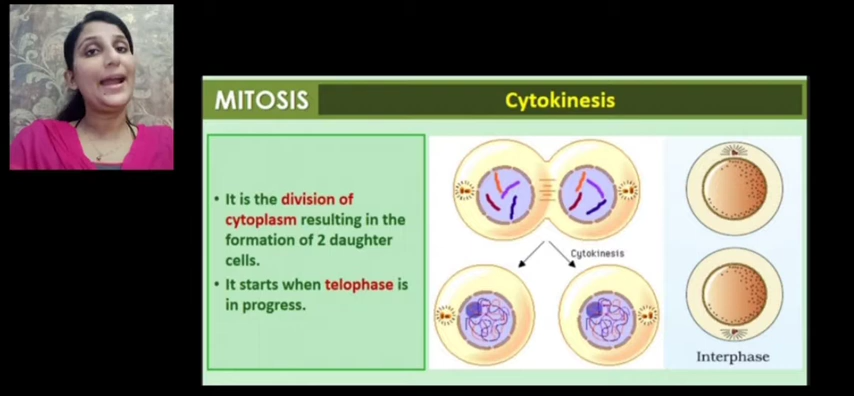 MITOSIS
Cytokinesis
• It is the division of
cytoplasm resulting in the
formation of 2 daughter
cells.
• It starts when telophase is
in progress.
Cytokinesis
Interphase